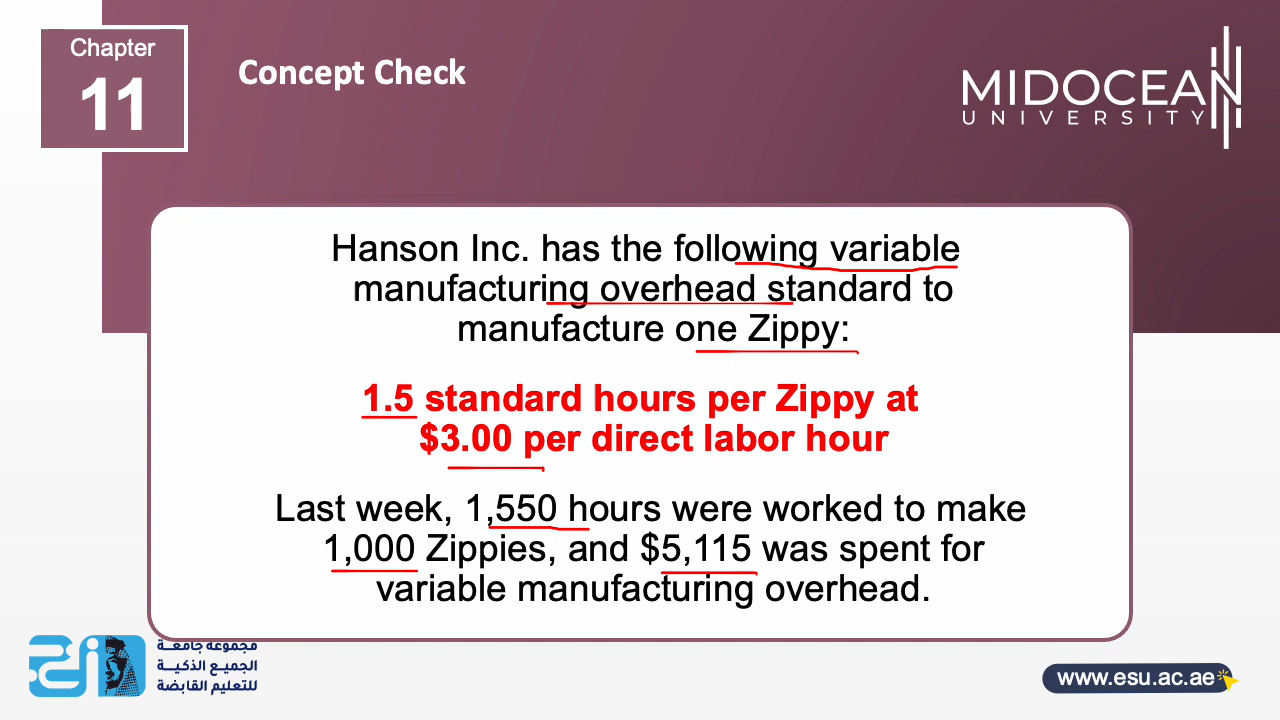 Chapter
11
Concept Check
MIDOCEAN
UNIVERSITY
Hanson Inc. has the following variable
manufacturing overhead standard to
manufacture one Zippy:
1.5 standard hours per Zippy at
$3.00 per direct labor hour
Last week, 1,550 hours were worked to make
1,000 Zippies, and $5,115 was spent for
variable manufacturing overhead.
مجموعة جامعة
الجميع الذكية
للتعليم القابضة
www.esu.ac.ae